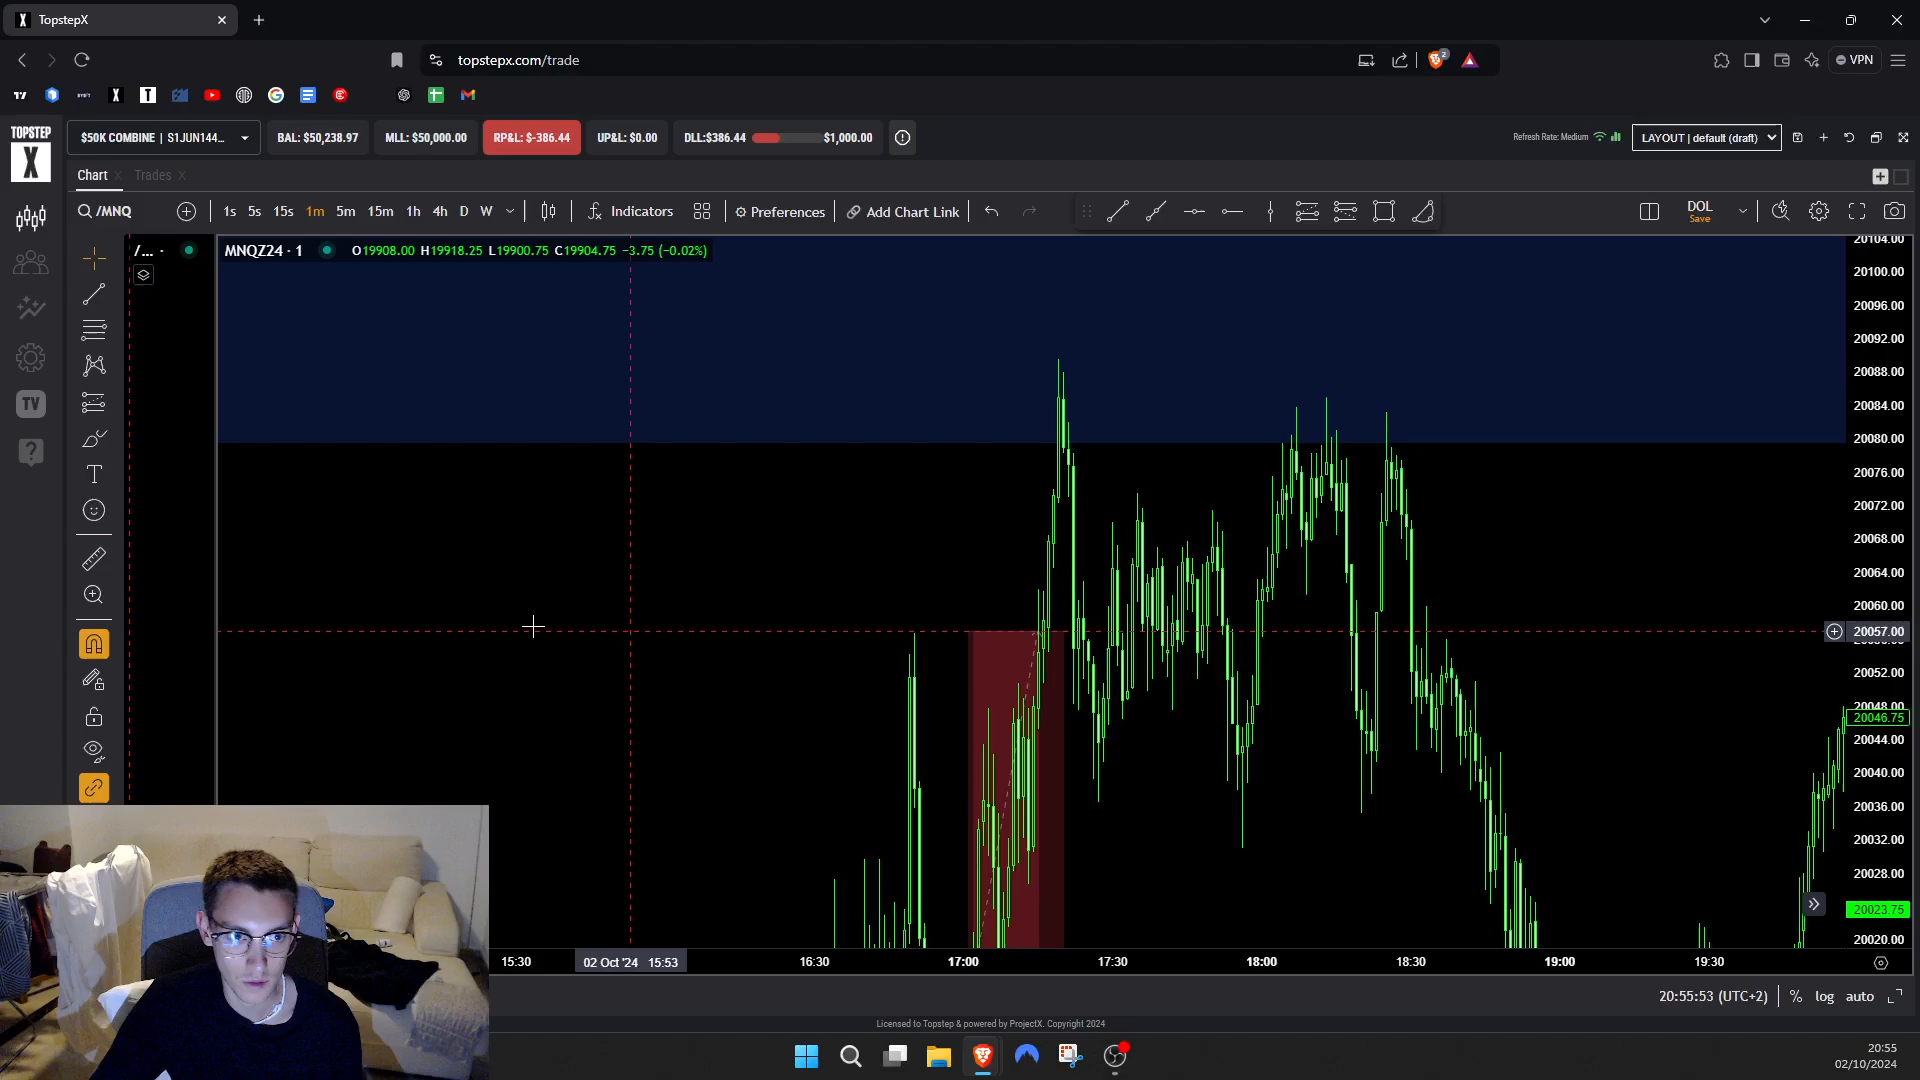 TopstepX
topstepx.com/trade
2
VPN
TOPSTEP
X
$50K COMBINE | S1JUN144...
BAL: $50,238.97
MLL: $50,000.00
RP&L: $-386.44
UP&L: $0.00
DLL:$386.44
$1,000.00
Refresh Rate: Medium
LAYOUT | default (draft)
Chart
Trades
/MNQ
1s
5s
15s
1m
5m
15m
1h
4h
D
W
Indicators
Preferences
Add Chart Link
DOL
Save
/... ·
MNQZ24 · 1
O19908.00 H19918.25 L19900.75 C19904.75 −3.75 (−0.02%)
TV
20104.00
20100.00
20096.00
20092.00
20088.00
20084.00
20080.00
20076.00
20072.00
20068.00
20064.00
20060.00
20057.00
20052.00
20048.00
20046.75
20044.00
20040.00
20036.00
20032.00
20028.00
20023.75
20020.00
15:30
02 Oct '24 15:53
16:30
17:00
17:30
18:00
18:30
19:00
19:30
20:55:53 (UTC+2)
%
log
auto
Licensed to Topstep & powered by ProjectX. Copyright 2024
20:55
02/10/2024